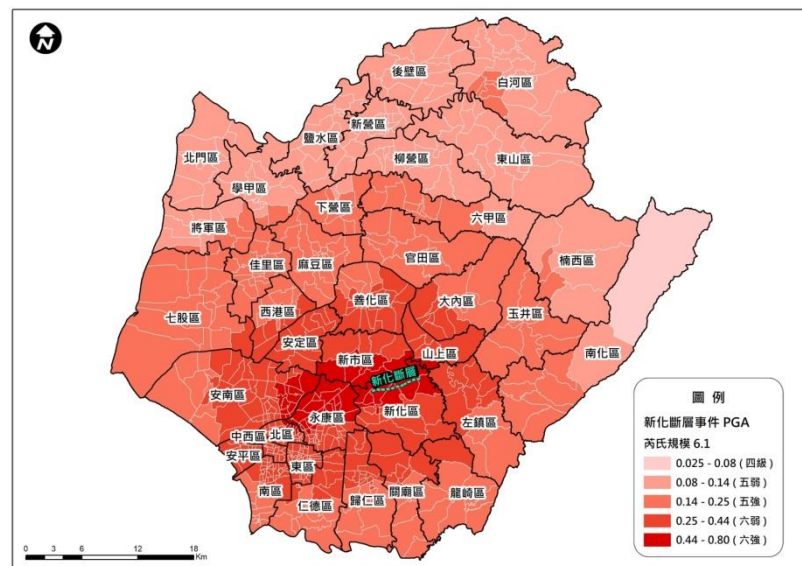 N
後壁區
白河區
新營區
鹽水區
北門區
柳營區
東山區
學甲區
下營區
六甲區
將軍區
官田區
楠西區
佳里區
麻豆區
善化區
大內區
玉井區
七股區
西港區
安定區
新市區
山上區
南化區
新化斷層
安南區
永康區
新化區
左鎮區
中西區
北區
安平區
東區
南區
仁德區
歸仁區
關廟區
龍崎區
圖 例
新化斷層事件 PGA
芮氏規模 6.1
0.025 - 0.08 ( 四級 )
0.08 - 0.14 ( 五弱 )
0.14 - 0.25 ( 五強 )
0.25 - 0.44 ( 六弱 )
0.44 - 0.80 ( 六強 )
0 3 6 12 18
Km